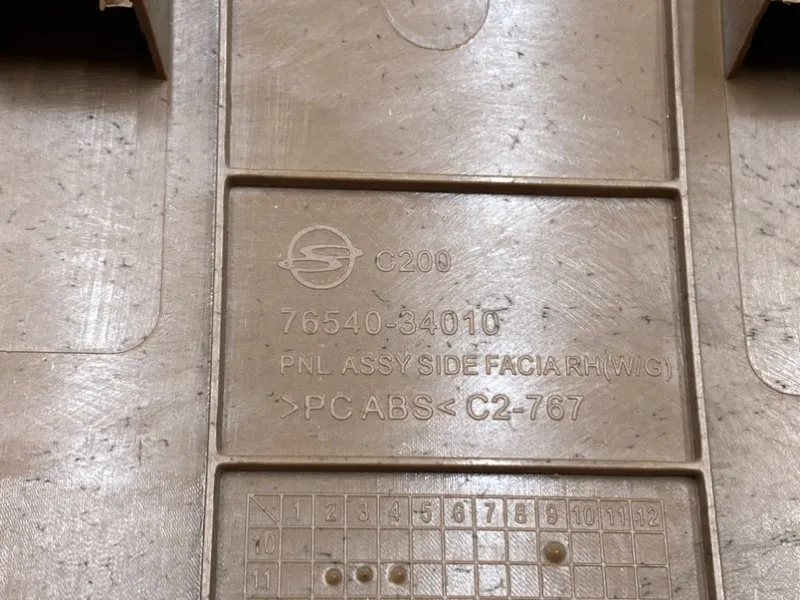 C200
76540-34010
PNL ASSY SIDE FACIA RH(W/G)
>PC ABS< C2-767
1 2 3 4 5 6 7 8 9 10 11 12
10
11